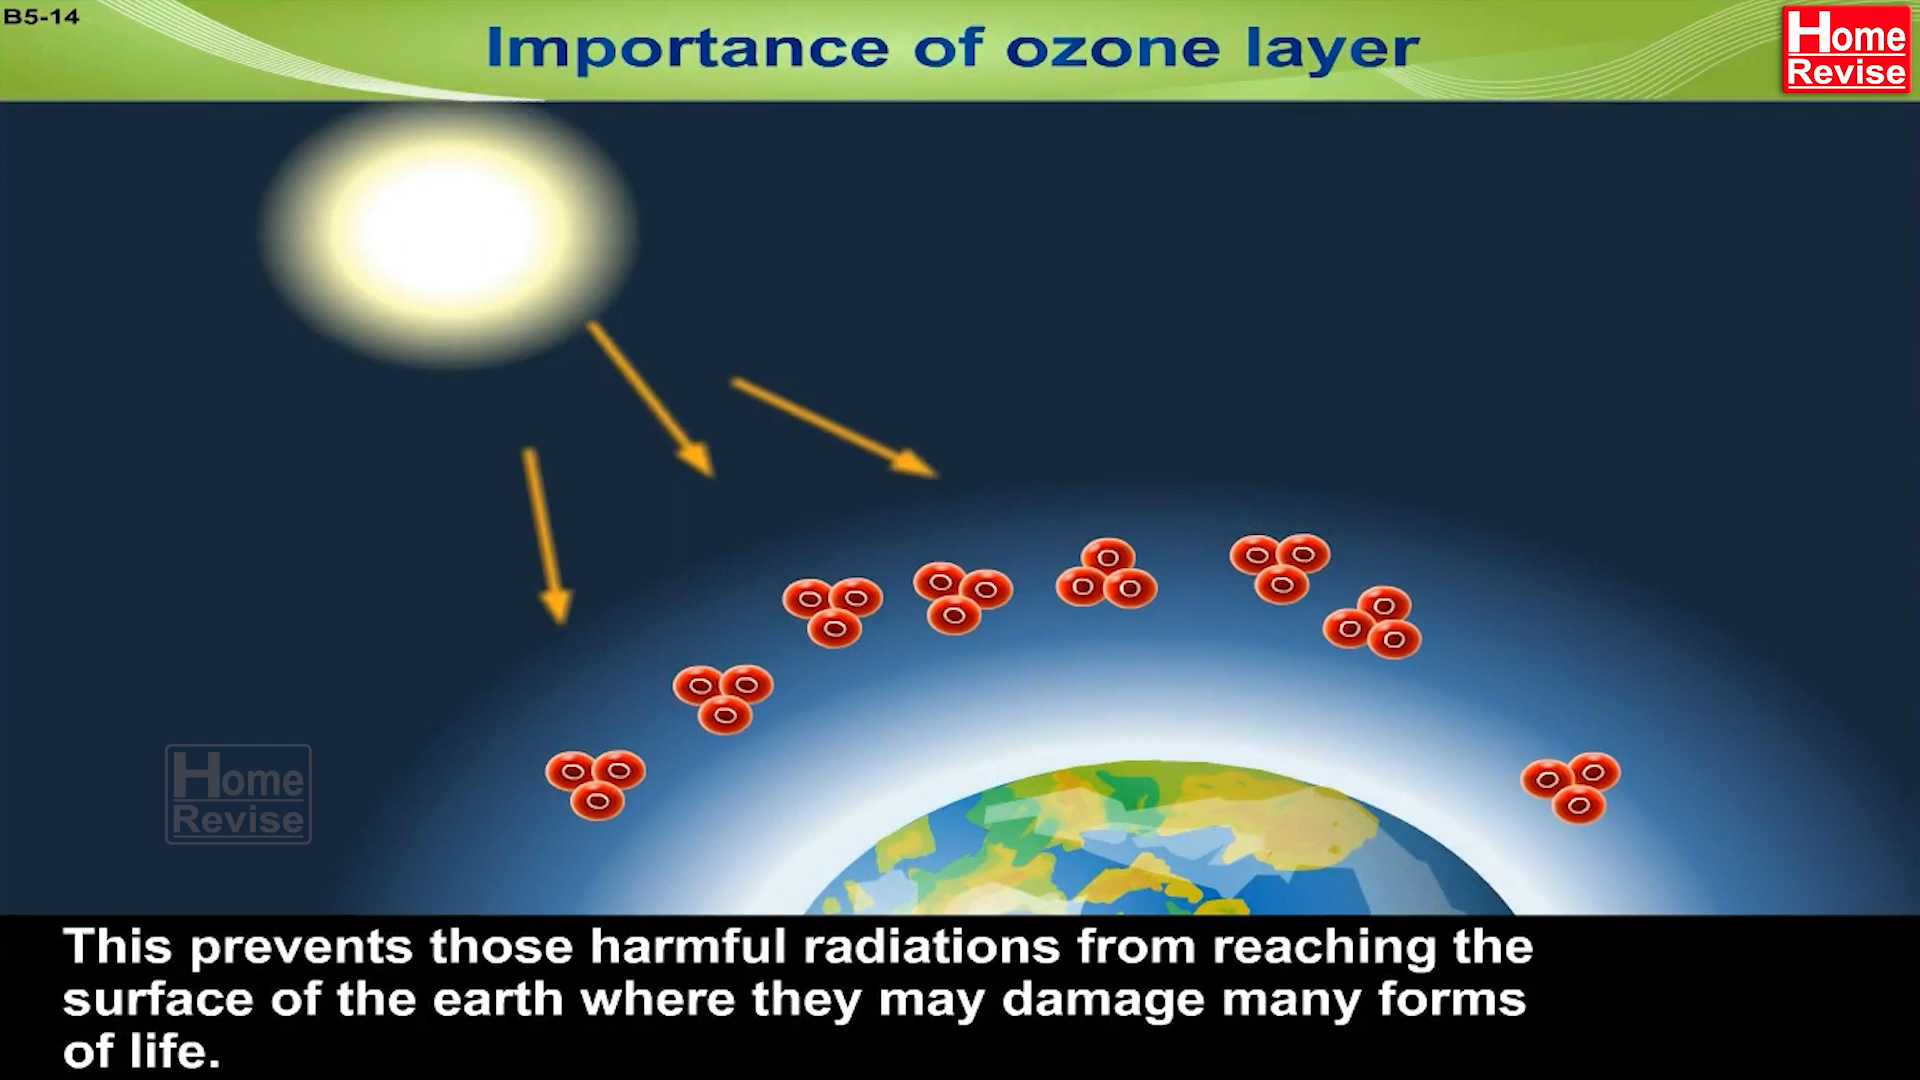 B5-14
Importance of ozone layer
Home
Revise
O O O
O O O
O O O
O O O
O O O
O O O
O O O
O O O
O O O
Home
Revise
This prevents those harmful radiations from reaching the
surface of the earth where they may damage many forms
of life.